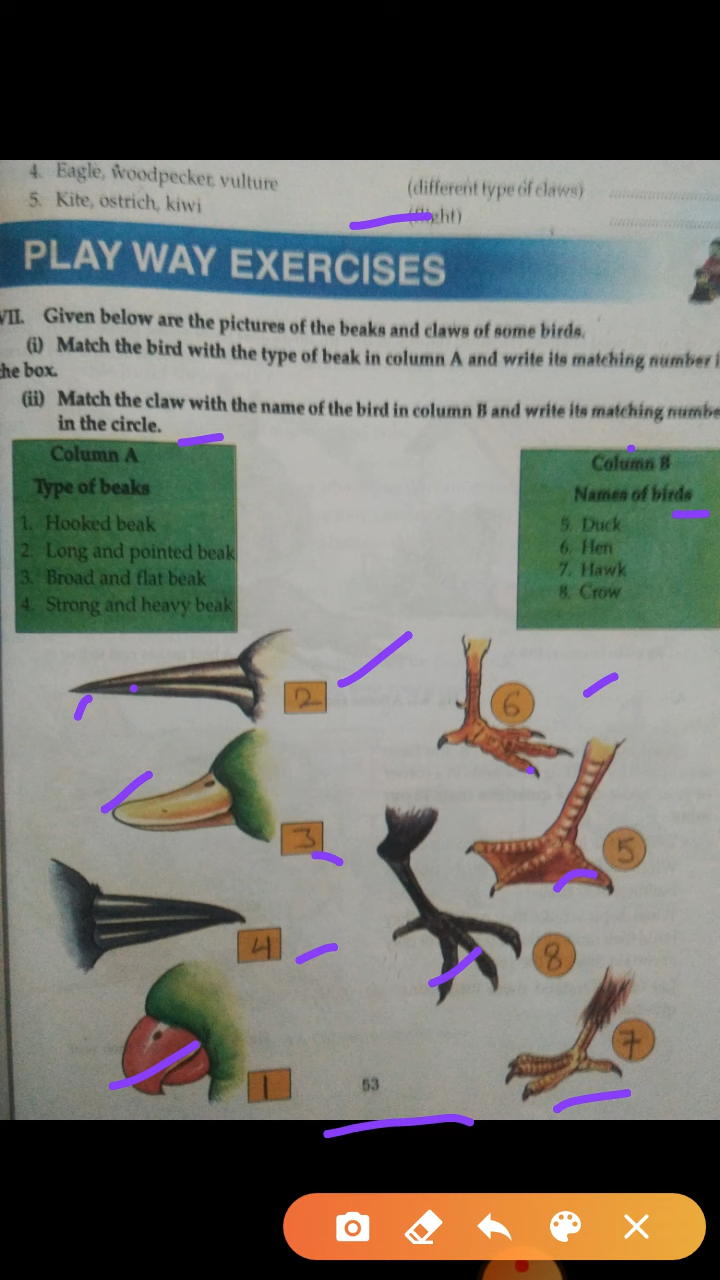 4. Eagle, woodpecker, vulture (different type of claws)
5. Kite, ostrich, kiwi (flight)
PLAY WAY EXERCISES
VII. Given below are the pictures of the beaks and claws of some birds.
(i) Match the bird with the type of beak in column A and write its matching number
the box.
(ii) Match the claw with the name of the bird in column B and write its matching
in the circle.
Column A
Type of beaks
1. Hooked beak
2. Long and pointed beak
3. Broad and flat beak
4. Strong and heavy beak
Column B
Names of birds
5. Duck
6. Hen
7. Hawk
8. Crow
2
6
3
5
4
8
1
7
53